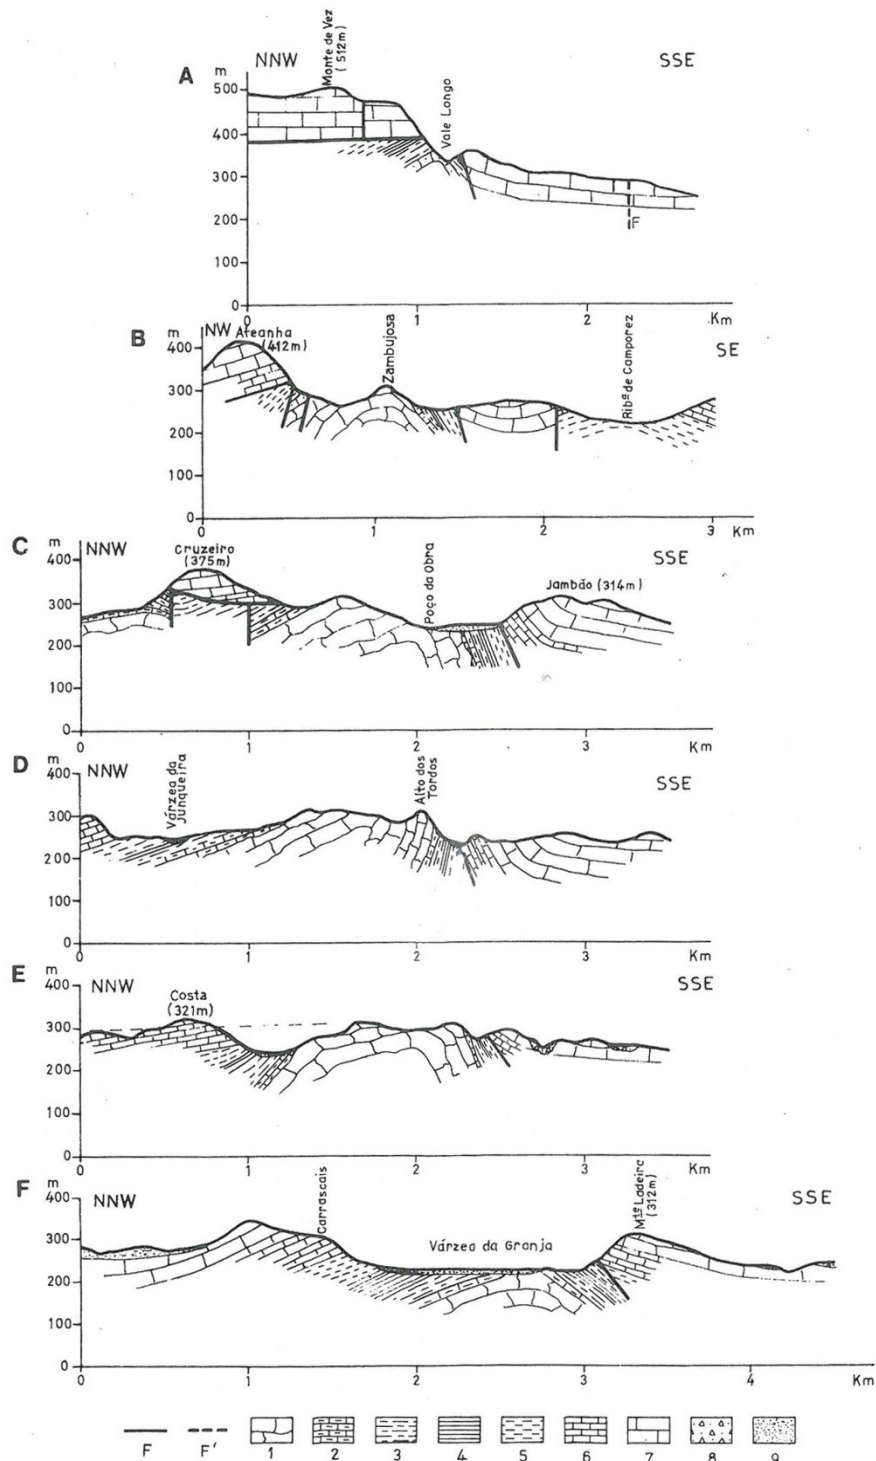 A
m
NNW
Monte de Vez
(512m)
Vale Longo
SSE
500
400
300
200
100
0
F
1
2
Km
B
m
NW
Ateanha
(412m)
Zambujosa
Ribª de Camporez
SE
400
300
200
100
0
0
1
2
3
Km
C
m
NNW
Cruzeiro
(375m)
Poço da Abra
Jambão (314m)
SSE
400
300
200
100
0
0
1
2
3
Km
D
m
NNW
Várzea da
Junqueira
Alto dos
Tordos
SSE
400
300
200
100
0
0
1
2
3
Km
E
m
NNW
Costa
(321m)
SSE
400
300
200
100
0
0
1
2
3
Km
F
m
NNW
Carrascais
Várzea da Granja
Mte Ladeira
(312m)
SSE
400
300
200
100
0
0
1
2
3
4
Km
F F' 1 2 3 4 5 6 7 8 9